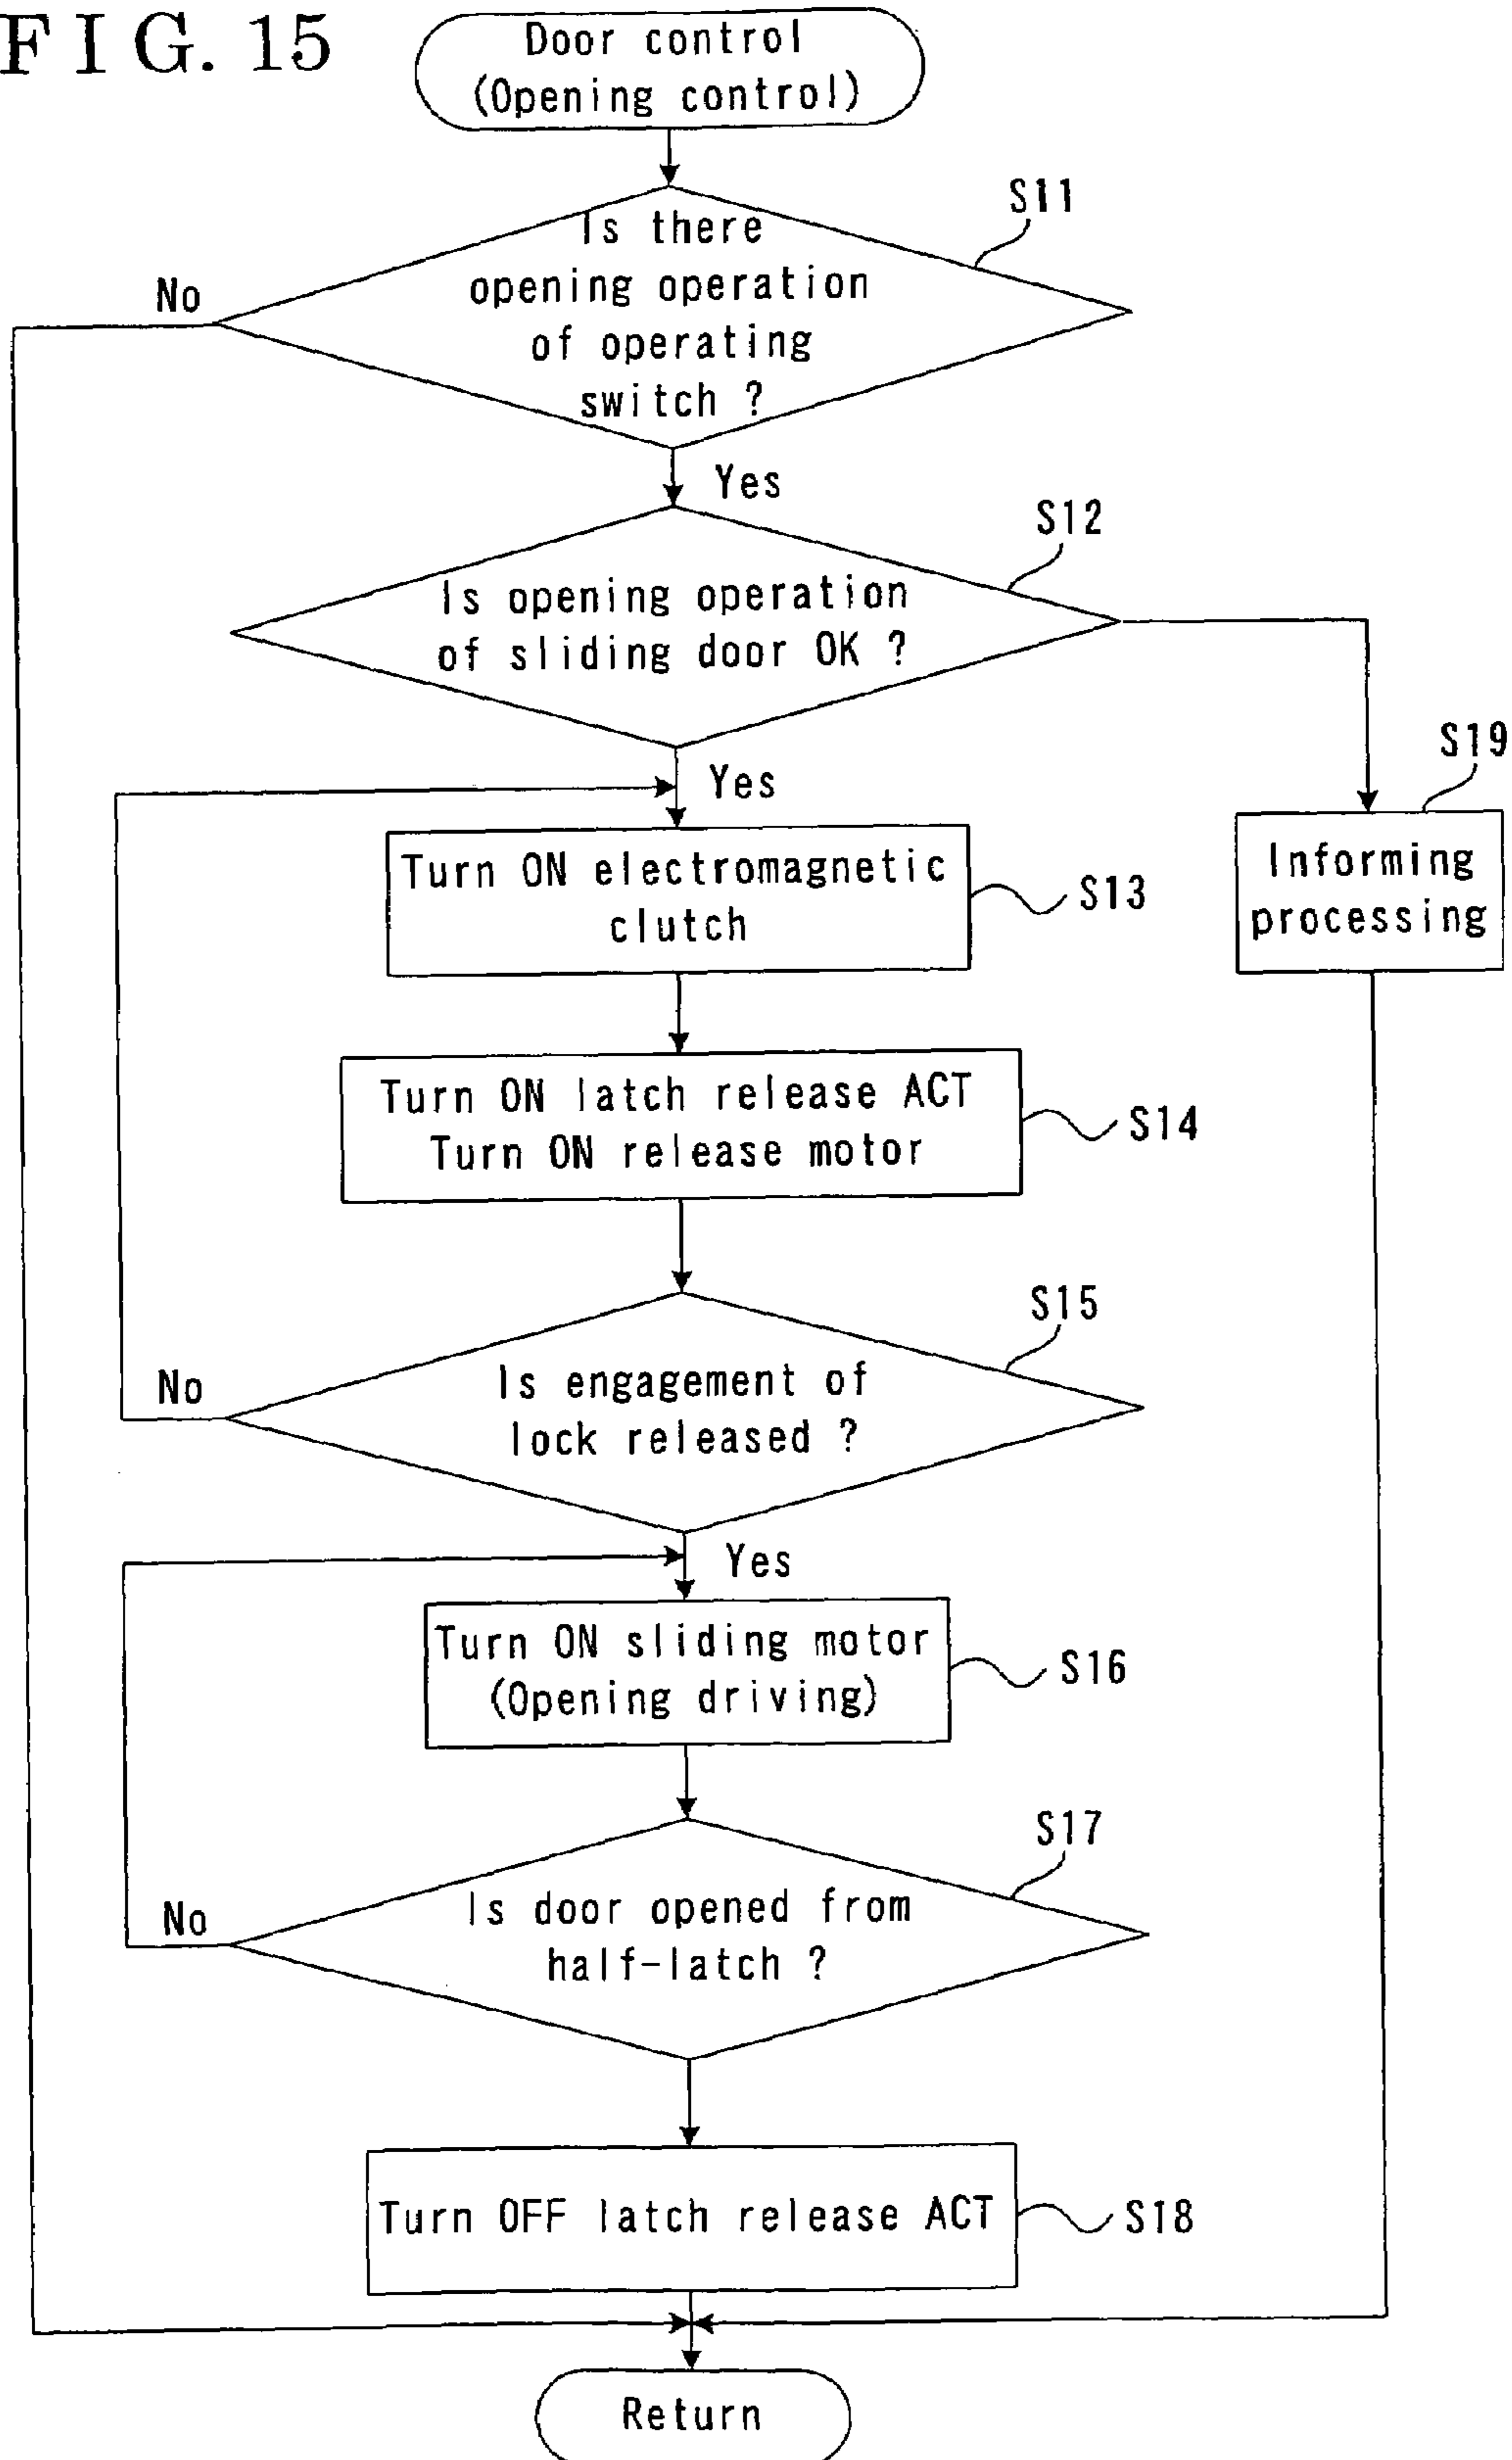 FIG. 15
Door control
(Opening control)
S11
Is there
opening operation
of operating
switch ?
No
Yes
S12
Is opening operation
of sliding door OK ?
Yes
S19
Informing
processing
Turn ON electromagnetic
clutch
S13
Turn ON latch release ACT
Turn ON release motor
S14
S15
Is engagement of
lock released ?
No
Yes
Turn ON sliding motor
(Opening driving)
S16
S17
Is door opened from
half-latch ?
No
Turn OFF latch release ACT
S18
Return